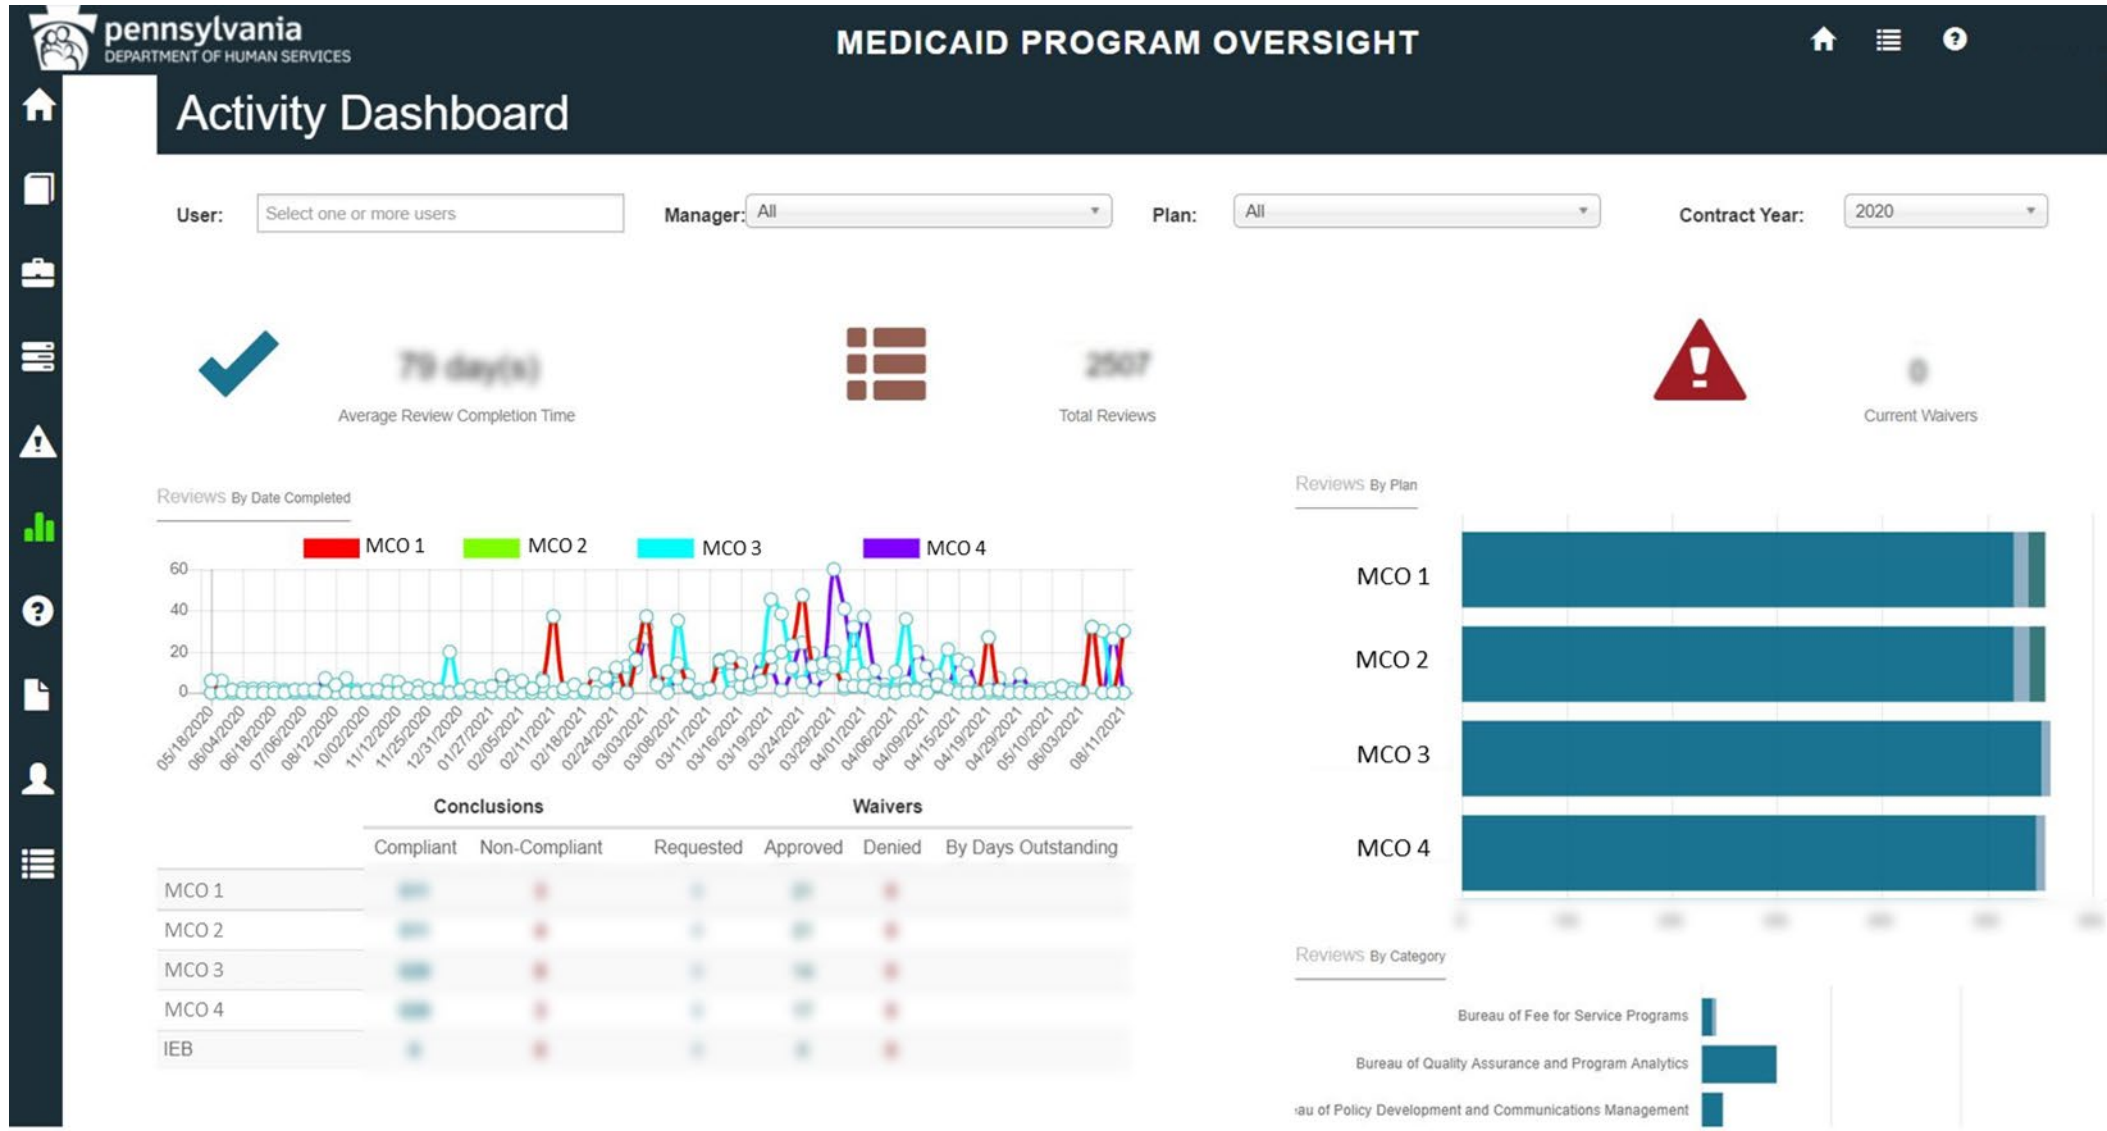 pennsylvania
DEPARTMENT OF HUMAN SERVICES
MEDICAID PROGRAM OVERSIGHT
Activity Dashboard
User: Select one or more users Manager: All Plan: All Contract Year: 2020
79 day(s) 2507 0
Average Review Completion Time Total Reviews Current Waivers
Reviews By Date Completed
MCO 1 MCO 2 MCO 3 MCO 4
60
40
20
0
05/18/2020 06/04/2020 06/18/2020 07/06/2020 08/12/2020 10/02/2020 11/12/2020 11/25/2020 12/31/2020 01/27/2021 02/05/2021 02/11/2021 02/18/2021 02/24/2021 03/03/2021 03/08/2021 03/11/2021 03/16/2021 03/19/2021 03/24/2021 03/29/2021 04/01/2021 04/06/2021 04/09/2021 04/15/2021 04/19/2021 04/29/2021 05/10/2021 06/03/2021 08/11/2021
Conclusions Waivers
Compliant Non-Compliant Requested Approved Denied By Days Outstanding
MCO 1
MCO 2
MCO 3
MCO 4
IEB
Reviews By Plan
MCO 1
MCO 2
MCO 3
MCO 4
Reviews By Category
Bureau of Fee for Service Programs
Bureau of Quality Assurance and Program Analytics
eau of Policy Development and Communications Management